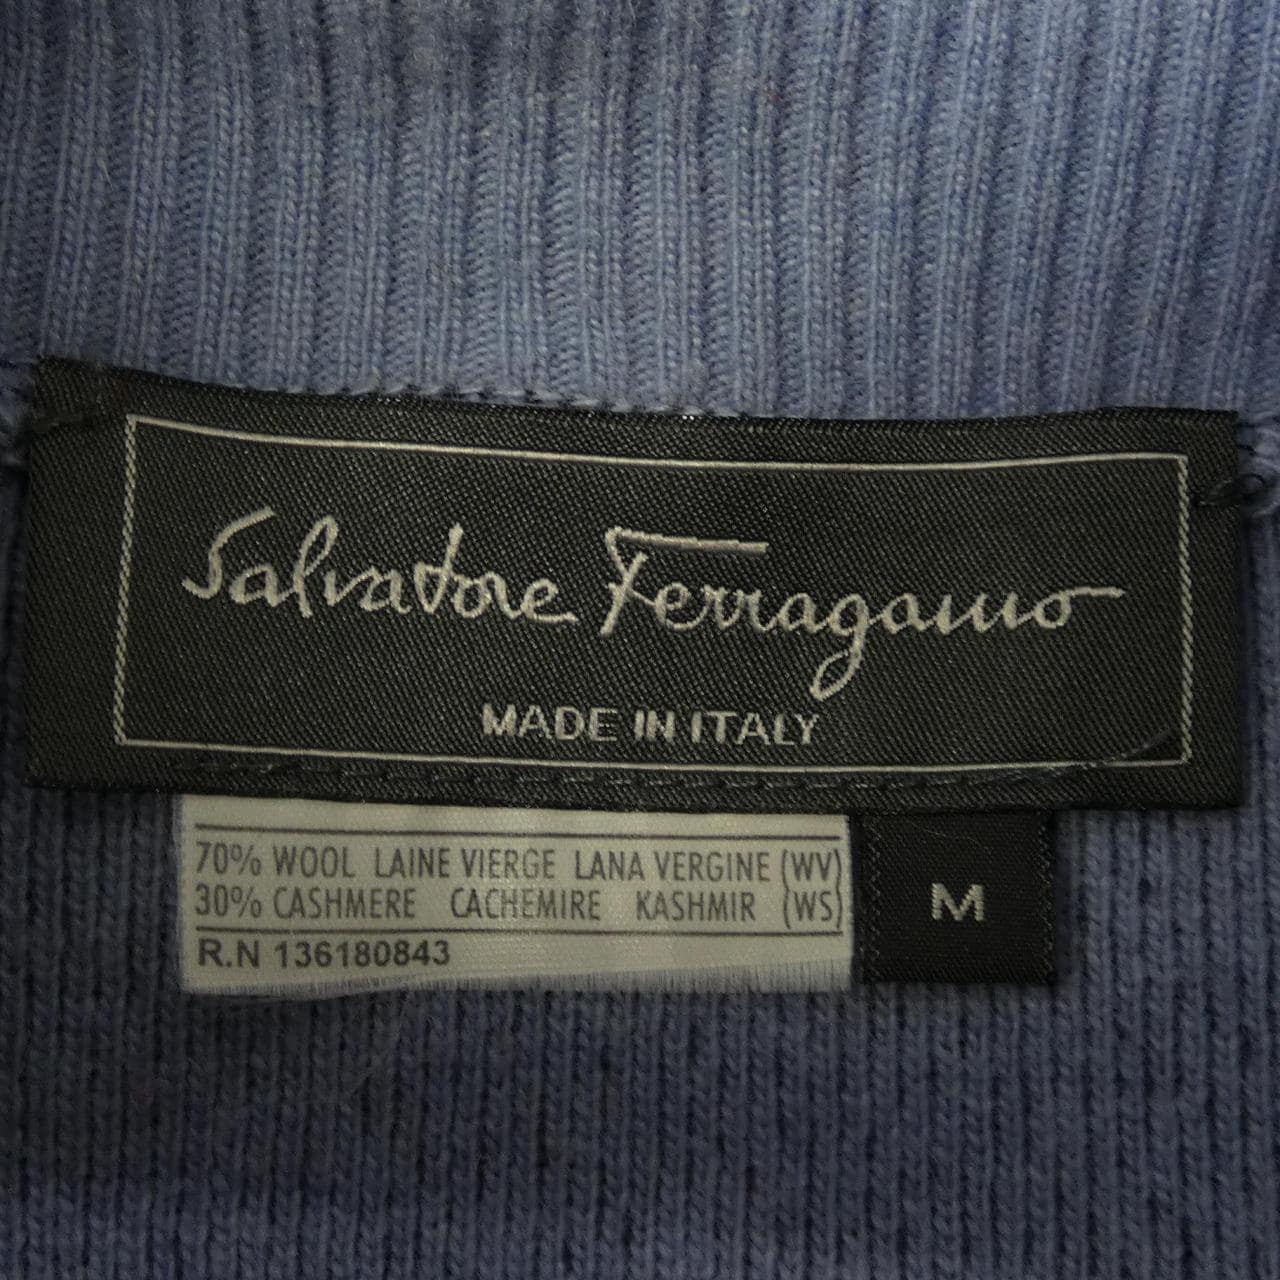 Salvatore Ferragamo
MADE IN ITALY
70% WOOL LAINE VIERGE LANA VERGINE (WV)
30% CASHMERE CACHEMIRE KASHMIR (WS)
R.N 136180843
M